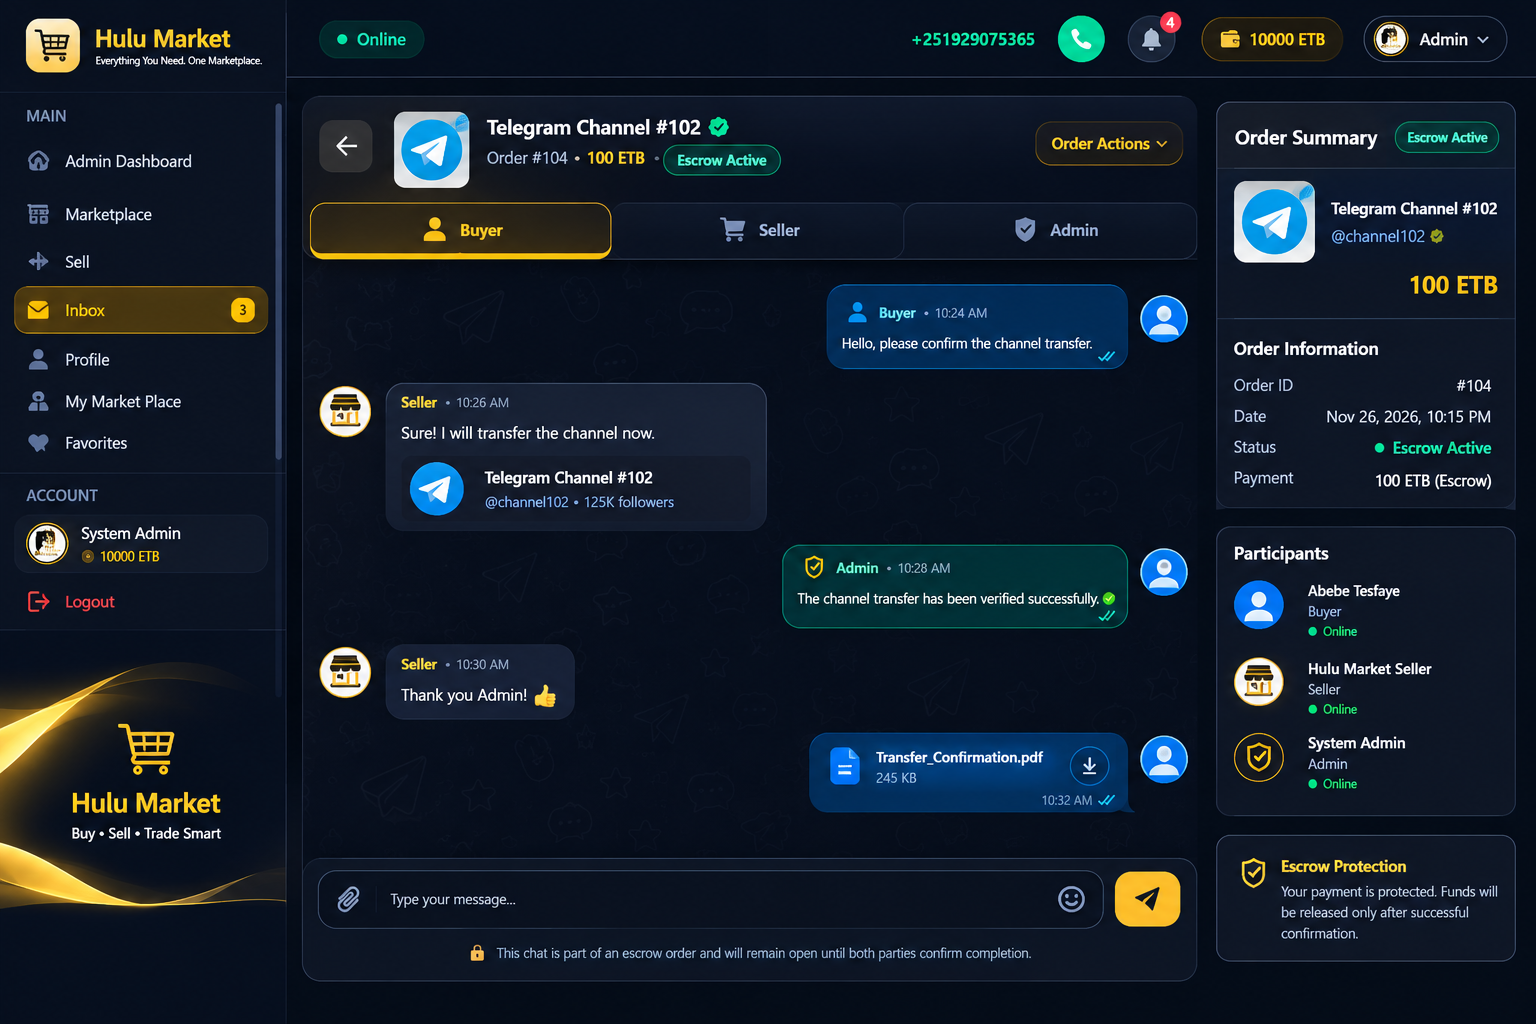 Hulu Market
Everything You Need. One Marketplace.
Online
+251929075365
4
10000 ETB
Admin
MAIN
Admin Dashboard
Marketplace
Sell
Inbox
3
Profile
My Market Place
Favorites
ACCOUNT
System Admin
10000 ETB
Logout
Hulu Market
Buy • Sell • Trade Smart
Telegram Channel #102
Order #104 • 100 ETB • Escrow Active
Order Actions
Buyer
Seller
Admin
Buyer • 10:24 AM
Hello, please confirm the channel transfer.
Seller • 10:26 AM
Sure! I will transfer the channel now.
Telegram Channel #102
@channel102 • 125K followers
Admin • 10:28 AM
The channel transfer has been verified successfully.
Seller • 10:30 AM
Thank you Admin! 👍
Transfer_Confirmation.pdf
245 KB
10:32 AM
Type your message...
This chat is part of an escrow order and will remain open until both parties confirm completion.
Order Summary
Escrow Active
Telegram Channel #102
@channel102
100 ETB
Order Information
Order ID #104
Date Nov 26, 2026, 10:15 PM
Status Escrow Active
Payment 100 ETB (Escrow)
Participants
Abebe Tesfaye
Buyer
Online
Hulu Market Seller
Seller
Online
System Admin
Admin
Online
Escrow Protection
Your payment is protected. Funds will
be released only after successful
confirmation.